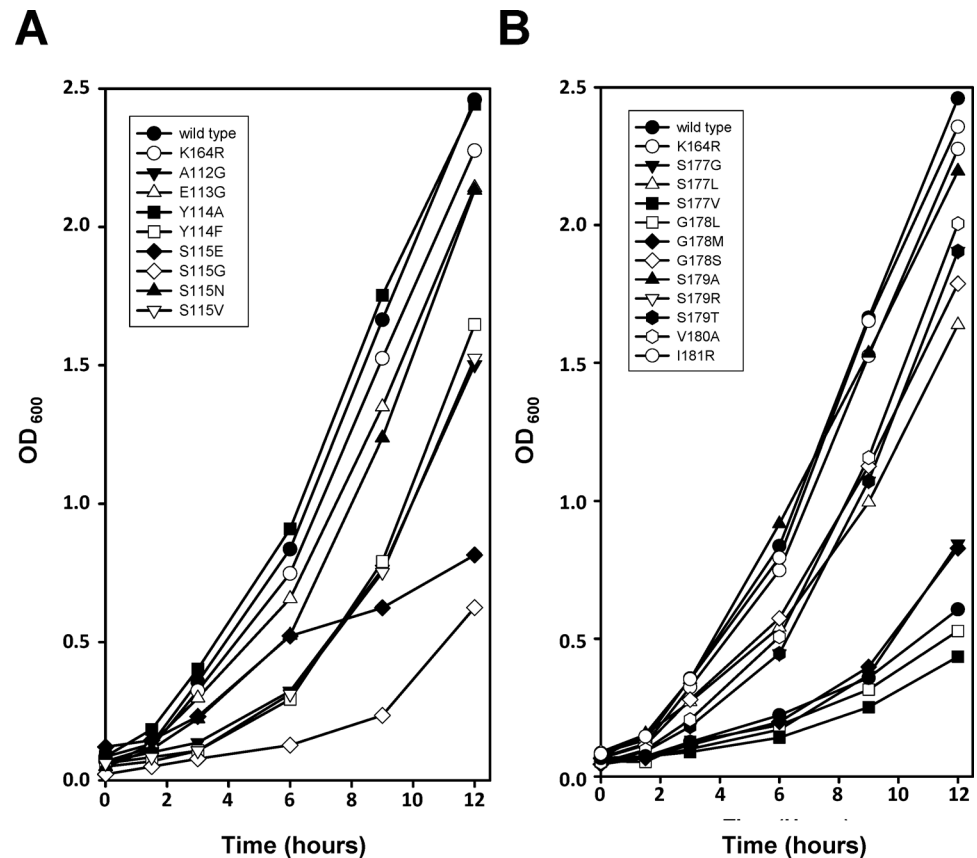 A
B
2.5
2.0
1.5
1.0
0.5
0.0
OD600
wild type
K164R
A112G
E113G
Y114A
Y114F
S115E
S115G
S115N
S115V
0 2 4 6 8 10 12
Time (hours)
2.5
2.0
1.5
1.0
0.5
0.0
OD600
wild type
K164R
S177G
S177L
S177V
G178L
G178M
G178S
S179A
S179R
S179T
V180A
I181R
0 2 4 6 8 10 12
Time (hours)